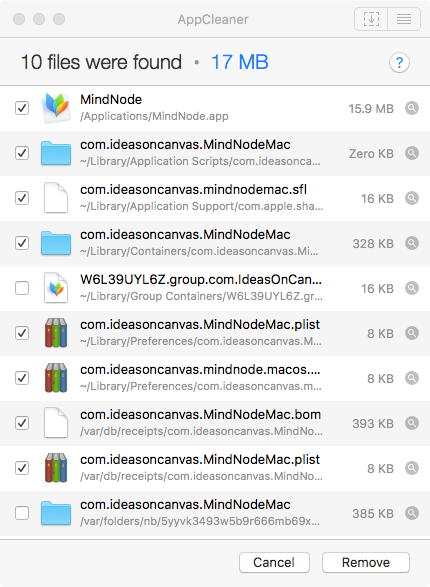 AppCleaner
10 files were found • 17 MB
?
MindNode
/Applications/MindNode.app
15.9 MB
com.ideasoncanvas.MindNodeMac
~/Library/Application Scripts/com.ideasonca...
Zero KB
com.ideasoncanvas.mindnodemac.sfl
~/Library/Application Support/com.apple.sha...
16 KB
com.ideasoncanvas.MindNodeMac
~/Library/Containers/com.ideasoncanvas.Mi...
328 KB
W6L39UYL6Z.group.com.IdeasOnCan...
~/Library/Group Containers/W6L39UYL6Z.gr...
16 KB
com.ideasoncanvas.MindNodeMac.plist
~/Library/Preferences/com.ideasoncanvas.M...
8 KB
com.ideasoncanvas.mindnode.macos....
~/Library/Preferences/com.ideasoncanvas.m...
8 KB
com.ideasoncanvas.MindNodeMac.bom
/var/db/receipts/com.ideasoncanvas.MindNo...
393 KB
com.ideasoncanvas.MindNodeMac.plist
/var/db/receipts/com.ideasoncanvas.MindNo...
8 KB
com.ideasoncanvas.MindNodeMac
/var/folders/nb/5yyvk3493w5b9r666mb69x...
385 KB
Cancel
Remove